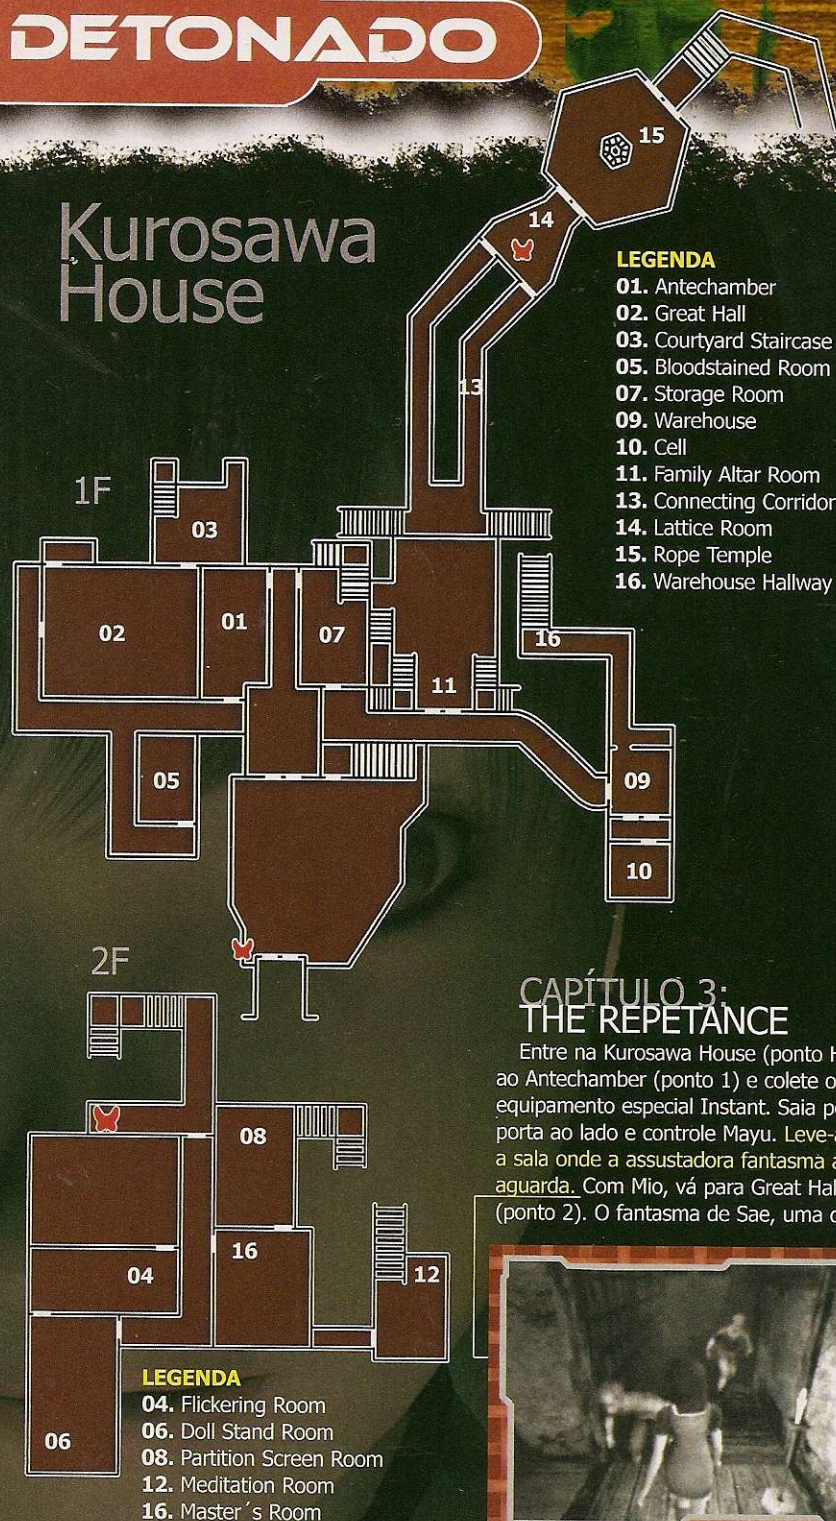 DETONADO
Kurosawa
House
LEGENDA
01. Antechamber
02. Great Hall
03. Courtyard Staircase
05. Bloodstained Room
07. Storage Room
09. Warehouse
10. Cell
11. Family Altar Room
13. Connecting Corridor
14. Lattice Room
15. Rope Temple
16. Warehouse Hallway
1F
15
14
13
03
02
01
07
16
11
05
09
10
2F
08
16
04
12
06
LEGENDA
04. Flickering Room
06. Doll Stand Room
08. Partition Screen Room
12. Meditation Room
16. Master´s Room
CAPÍTULO 3:
THE REPETANCE
Entre na Kurosawa House (ponto H
ao Antechamber (ponto 1) e colete o
equipamento especial Instant. Saia p
porta ao lado e controle Mayu. Leve-
a sala onde a assustadora fantasma a
aguarda. Com Mio, vá para Great Hal
(ponto 2). O fantasma de Sae, uma